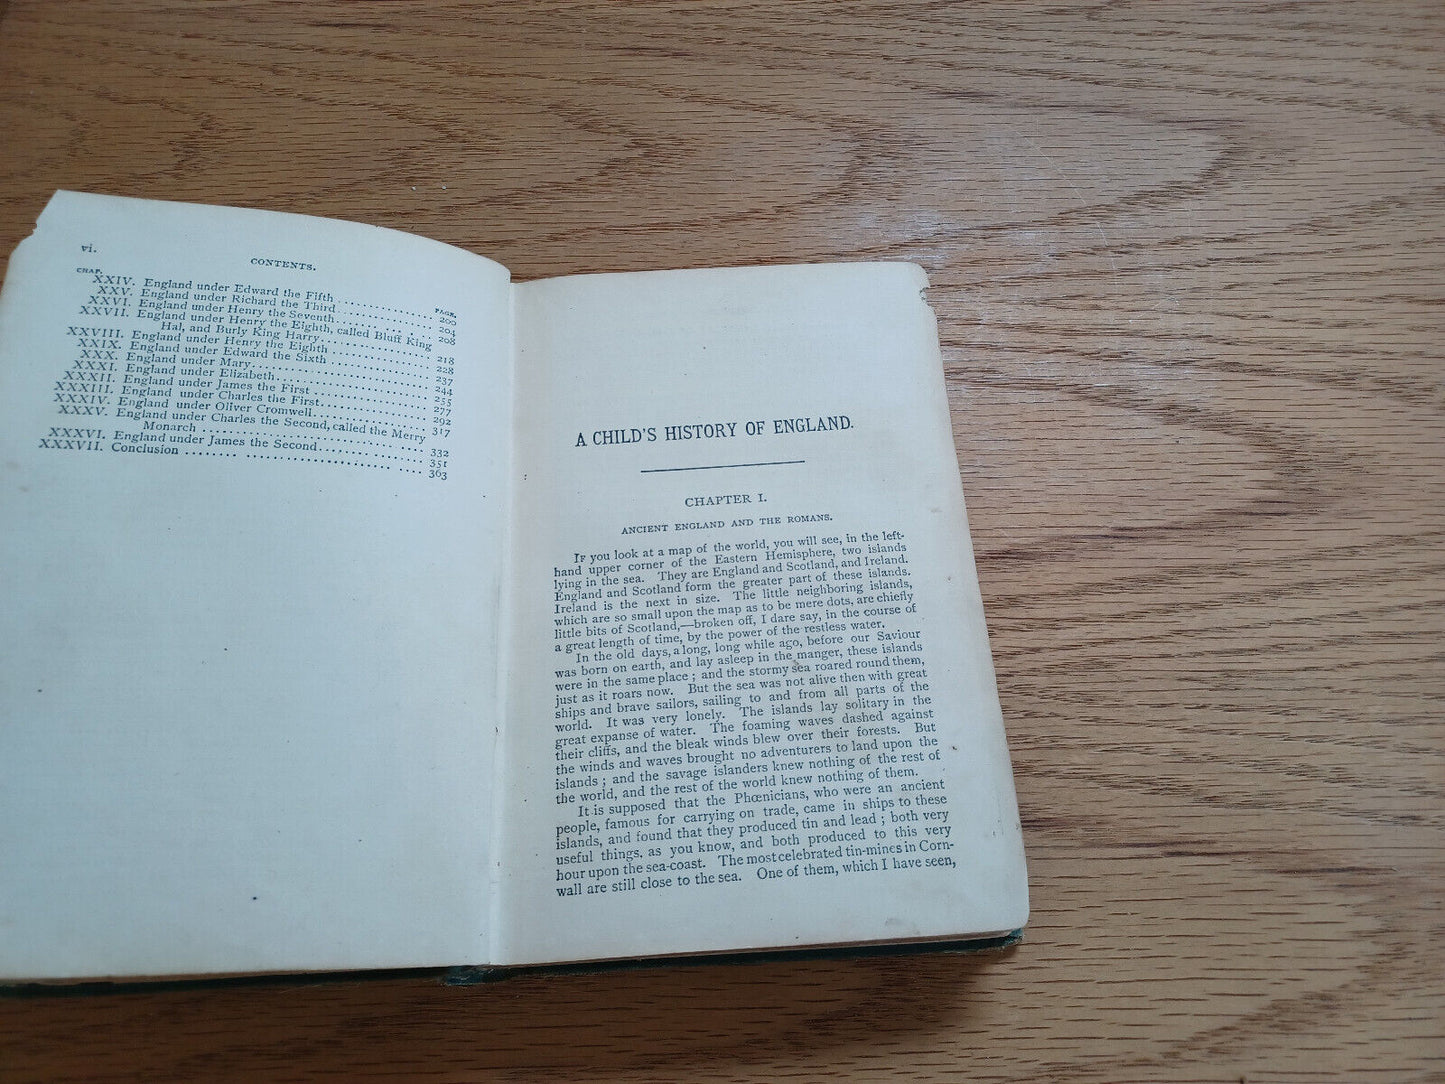 vi.
CONTENTS.
CHAP.
PAGE.
XXIV. England under Edward the Fifth .................. 200
XXV. England under Richard the Third .................. 204
XXVI. England under Henry the Seventh .................. 208
XXVII. England under Henry the Eighth, called Bluff King
Hal, and Burly King Harry .................. 218
XXVIII. England under Henry the Eighth .................. 228
XXIX. England under Edward the Sixth .................. 237
XXX. England under Mary .................. 244
XXXI. England under Elizabeth .................. 255
XXXII. England under James the First .................. 277
XXXIII. England under Charles the First .................. 292
XXXIV. England under Oliver Cromwell .................. 317
XXXV. England under Charles the Second, called the Merry
Monarch .................. 332
XXXVI. England under James the Second .................. 351
XXXVII. Conclusion .................. 363
A CHILD'S HISTORY OF ENGLAND.
CHAPTER I.
ANCIENT ENGLAND AND THE ROMANS.
IF you look at a map of the world, you will see, in the left-
hand upper corner of the Eastern Hemisphere, two islands
lying in the sea. They are England and Scotland, and Ireland.
England and Scotland form the greater part of these islands.
Ireland is the next in size. The little neighboring islands,
which are so small upon the map as to be mere dots, are chiefly
little bits of Scotland,—broken off, I dare say, in the course of
a great length of time, by the power of the restless water.
In the old days, a long, long while ago, before our Saviour
was born on earth, and lay asleep in the manger, these islands
were in the same place; and the stormy sea roared round them,
just as it roars now. But the sea was not alive then with great
ships and brave sailors, sailing to and from all parts of the
world. It was very lonely. The islands lay solitary in the
great expanse of water. The foaming waves dashed against
their cliffs, and the bleak winds blew over their forests. But
the winds and waves brought no adventurers to land upon the
islands; and the savage islanders knew nothing of the rest of
the world, and the rest of the world knew nothing of them.
It is supposed that the Phœnicians, who were an ancient
people, famous for carrying on trade, came in ships to these
islands, and found that they produced tin and lead; both very
useful things, as you know, and both produced to this very
hour upon the sea-coast. The most celebrated tin-mines in Corn-
wall are still close to the sea. One of them, which I have seen,